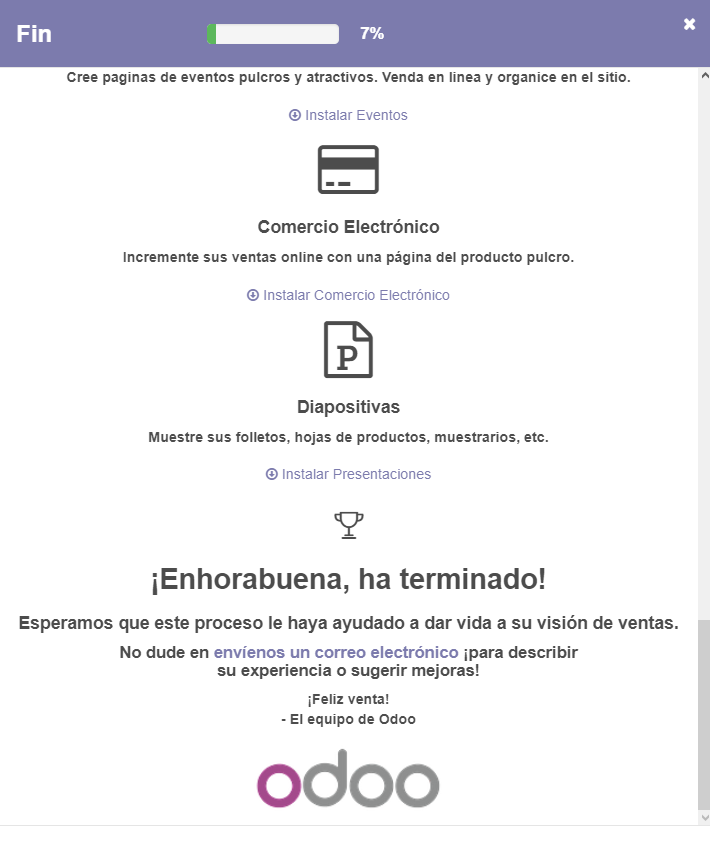 Fin
7%
Cree paginas de eventos pulcros y atractivos. Venda en linea y organice en el sitio.
Instalar Eventos
Comercio Electrónico
Incremente sus ventas online con una página del producto pulcro.
Instalar Comercio Electrónico
P
Diapositivas
Muestre sus folletos, hojas de productos, muestrarios, etc.
Instalar Presentaciones
¡Enhorabuena, ha terminado!
Esperamos que este proceso le haya ayudado a dar vida a su visión de ventas.
No dude en envíenos un correo electrónico ¡para describir
su experiencia o sugerir mejoras!
¡Feliz venta!
- El equipo de Odoo
odoo